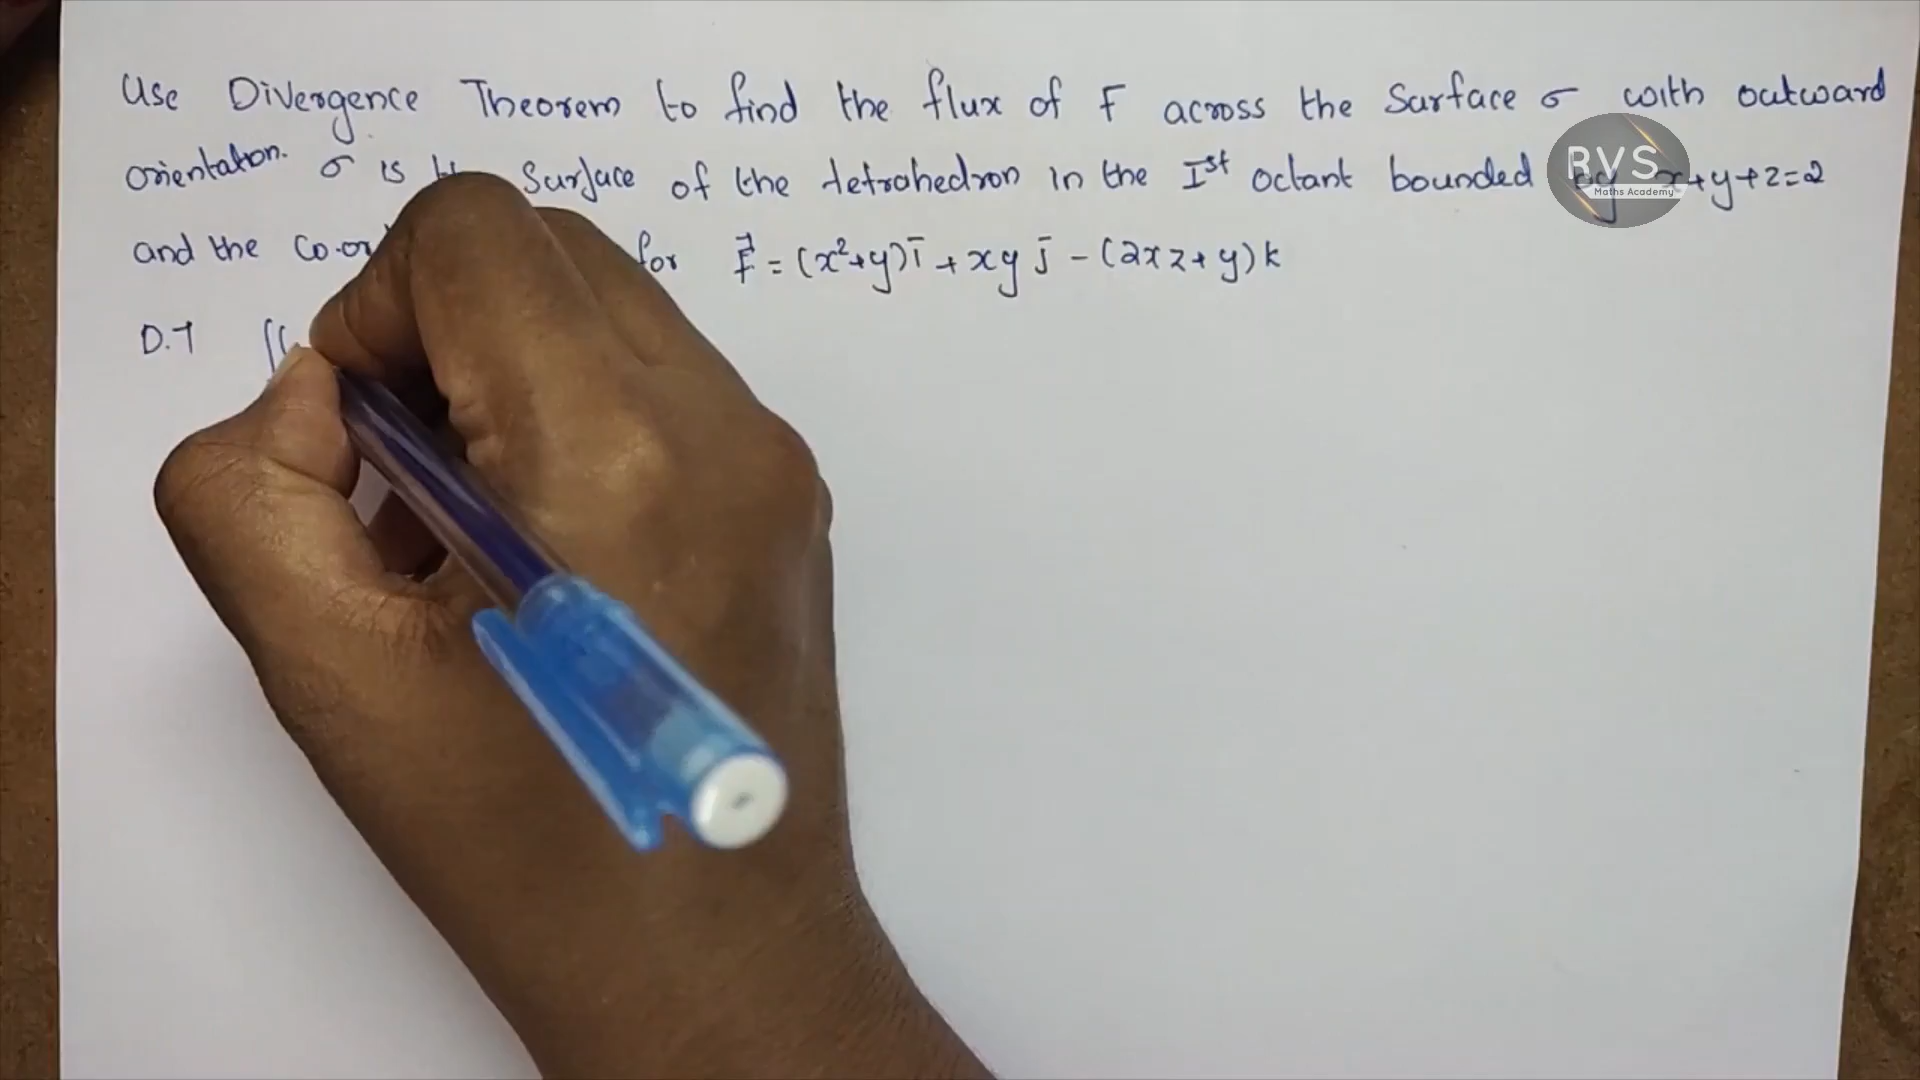 Use Divergence Theorem to find the flux of F across the Surface σ with outward
orientation. σ is Surface of the tetrahedron in the Ist octant bounded x+y+z=2
and the for F⃗ = (x²+y)i̅ + xy j̅ - (2xz+y)k
D.T ∫∫
RVS
Maths Academy